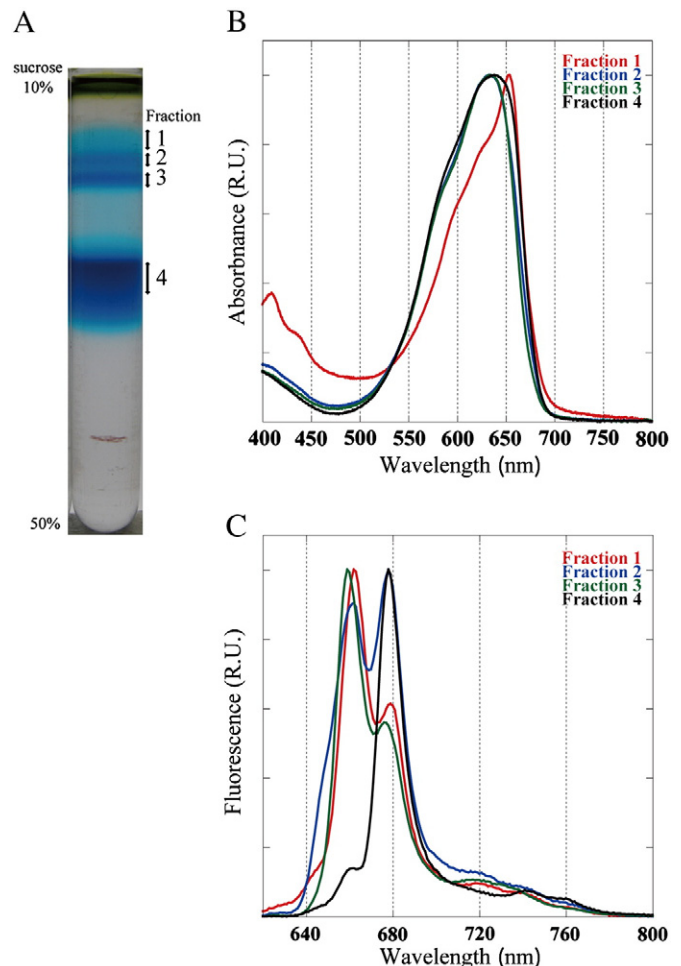 A
sucrose
10%
Fraction
1
2
3
4
50%
B
Fraction 1
Fraction 2
Fraction 3
Fraction 4
Absorbnance (R.U.)
400 450 500 550 600 650 700 750 800
Wavelength (nm)
C
Fraction 1
Fraction 2
Fraction 3
Fraction 4
Fluorescence (R.U.)
640 680 720 760 800
Wavelength (nm)